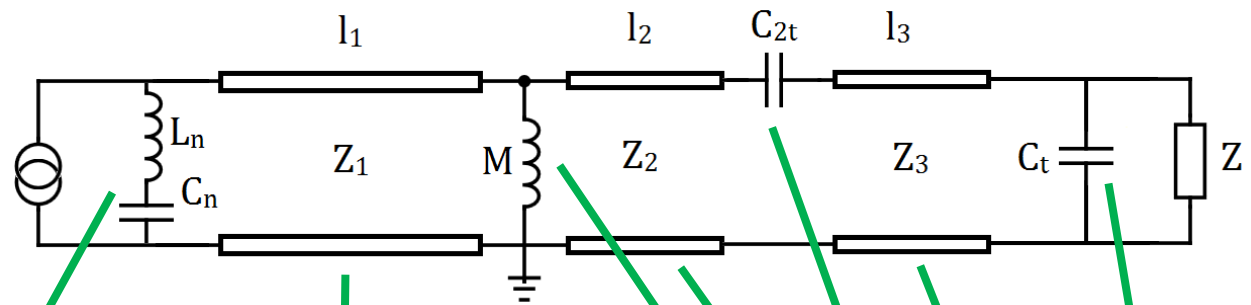 l₁ l₂ C₂ₜ l₃
Lₙ
Z₁ M Z₂ Z₃ Cₜ Z
Cₙ